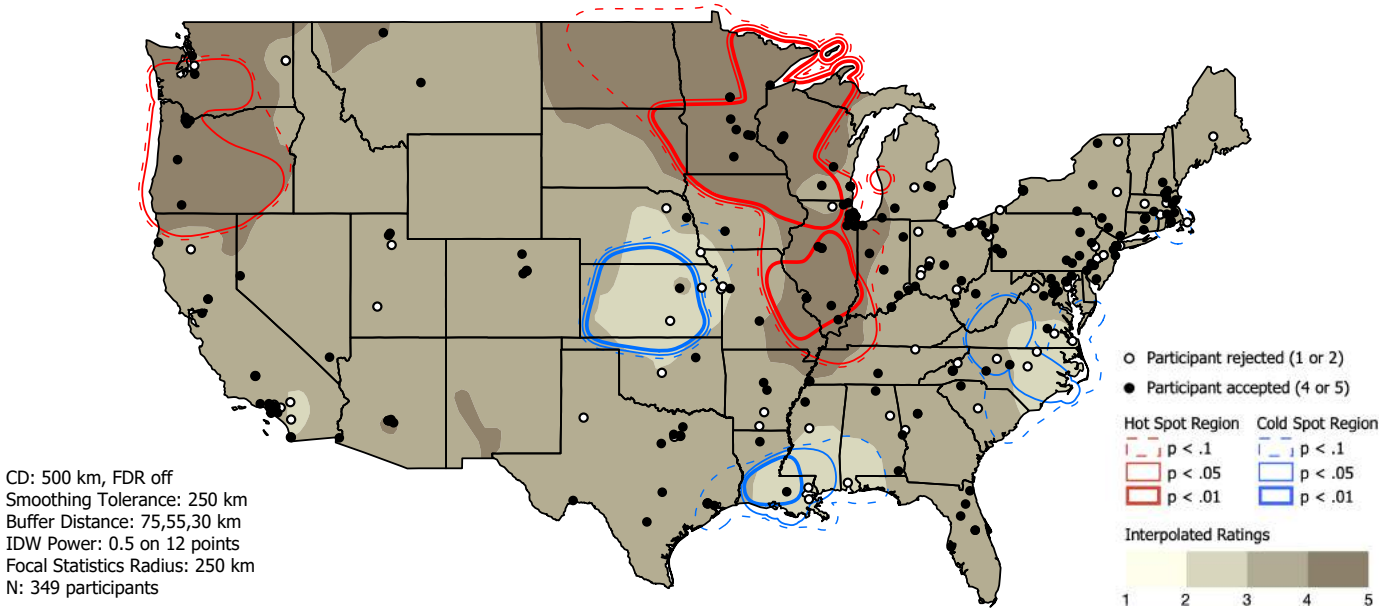 Participant rejected (1 or 2)
Participant accepted (4 or 5)
Hot Spot Region Cold Spot Region
p < .1 p < .1
p < .05 p < .05
p < .01 p < .01
CD: 500 km, FDR off
Smoothing Tolerance: 250 km
Buffer Distance: 75,55,30 km
IDW Power: 0.5 on 12 points
Focal Statistics Radius: 250 km
N: 349 participants
Interpolated Ratings
1 2 3 4 5